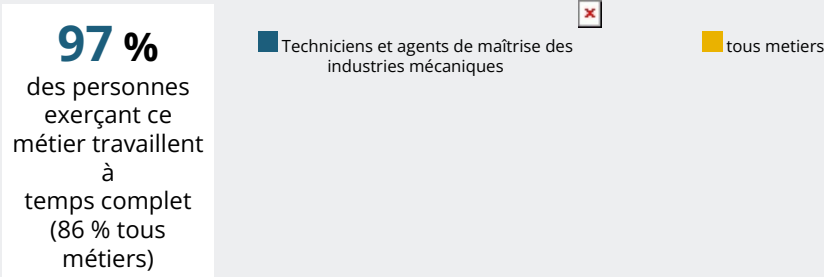 97 %
des personnes
exerçant ce
métier travaillent
à
temps complet
(86 % tous
métiers)
Techniciens et agents de maîtrise des
industries mécaniques
tous metiers